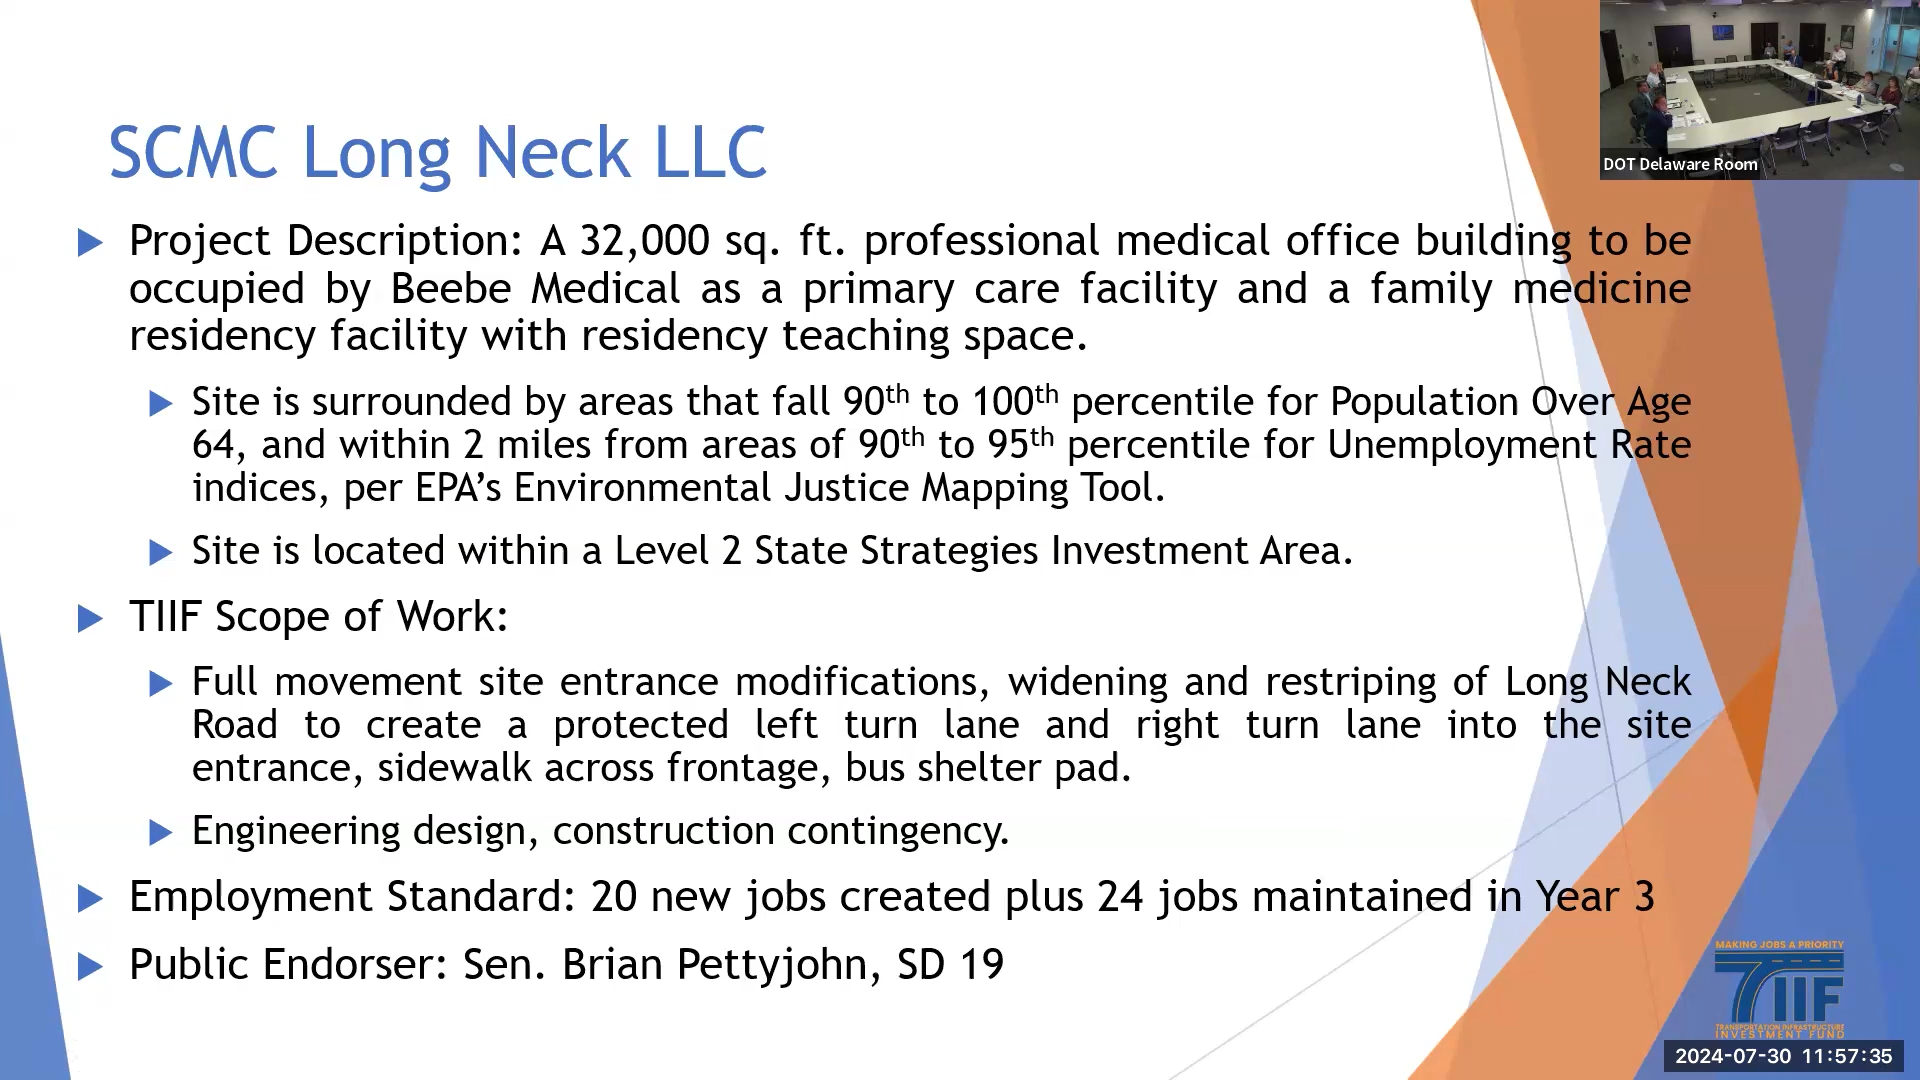 DOT Delaware Room
SCMC Long Neck LLC
Project Description: A 32,000 sq. ft. professional medical office building to be
occupied by Beebe Medical as a primary care facility and a family medicine
residency facility with residency teaching space.
Site is surrounded by areas that fall 90th to 100th percentile for Population Over Age
64, and within 2 miles from areas of 90th to 95th percentile for Unemployment Rate
indices, per EPA’s Environmental Justice Mapping Tool.
Site is located within a Level 2 State Strategies Investment Area.
TIIF Scope of Work:
Full movement site entrance modifications, widening and restriping of Long Neck
Road to create a protected left turn lane and right turn lane into the site
entrance, sidewalk across frontage, bus shelter pad.
Engineering design, construction contingency.
Employment Standard: 20 new jobs created plus 24 jobs maintained in Year 3
Public Endorser: Sen. Brian Pettyjohn, SD 19
MAKING JOBS A PRIORITY
TIIF
TRANSPORTATION INFRASTRUCTURE
INVESTMENT FUND
2024-07-30 11:57:35